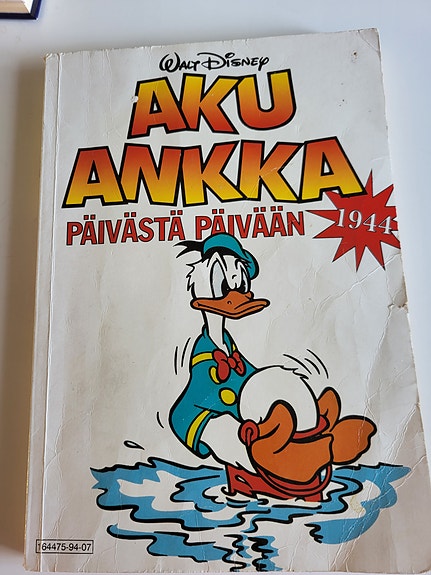 Walt Disney
AKU
ANKKA
PÄIVÄSTÄ PÄIVÄÄN
1944
164475-94-07